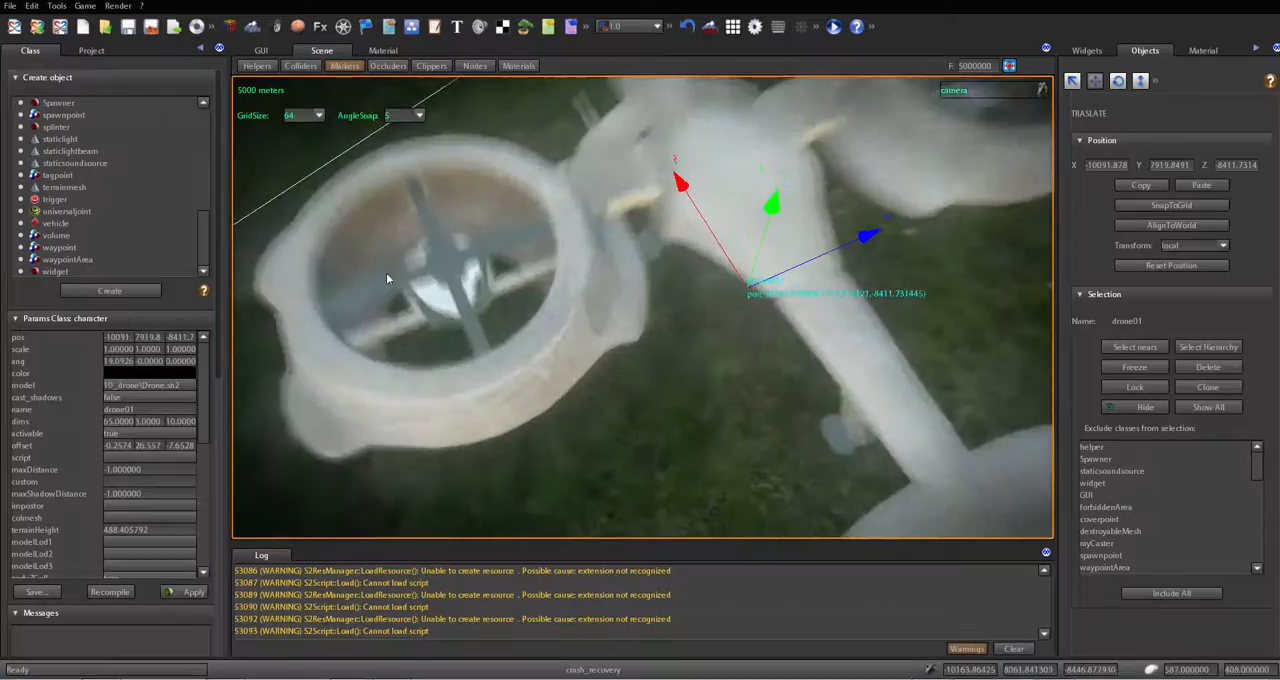 File Edit Tools Game Render ?
Fx T 1.0
Class Project
GUI Scene Material
Widgets Objects Material
Helpers Colliders Markers Occluders Clippers Nodes Materials
F: 5000000
Create object
Spawner
spawnpoint
splinter
staticlight
staticlightbeam
staticsoundsource
tagpoint
terrainmesh
trigger
universaljoint
vehicle
volume
waypoint
waypointArea
widget
Create
Params Class: character
pos -10091. 7919.8 -8411.7
scale 1.00000 1.0000 1.00000
ang 19.0926 -0.0000 0.00000
color
model 10_drone\Drone.sh2
cast_shadows false
name drone01
dims 65.0000 3.0000 10.0000
activable true
offset -0.2574 26.557 -7.6528
script
maxDistance -1.000000
custom
maxShadowDistance -1.000000
impostor
colmesh
terrainHeight 488.405792
modelLod1
modelLod2
modelLod3
Save... Recompile Apply
Messages
5000 meters
GridSize: 64 AngleSnap: 5
camera
-8411.731445)
Log
53086 (WARNING) S2ResManager::LoadResource(): Unable to create resource . Possible cause: extension not recognized
53087 (WARNING) S2Script::Load(): Cannot load script
53089 (WARNING) S2ResManager::LoadResource(): Unable to create resource . Possible cause: extension not recognized
53090 (WARNING) S2Script::Load(): Cannot load script
53092 (WARNING) S2ResManager::LoadResource(): Unable to create resource . Possible cause: extension not recognized
53093 (WARNING) S2Script::Load(): Cannot load script
Warnings Clear
TRANSLATE
Position
X -10091.878 Y 7919.8491 Z -8411.7314
Copy Paste
SnapToGrid
AlignToWorld
Transform: local
Reset Position
Selection
Name: drone01
Select nears Select Hierarchy
Freeze Delete
Lock Clone
Hide Show All
Exclude classes from selection:
helper
Spawner
staticsoundsource
widget
GUI
forbiddenArea
coverpoint
destroyableMesh
rayCaster
spawnpoint
waypointArea
Include All
Ready crash_recovery -10163.86425 8061.841309 -8446.877930 587.000000 408.000000